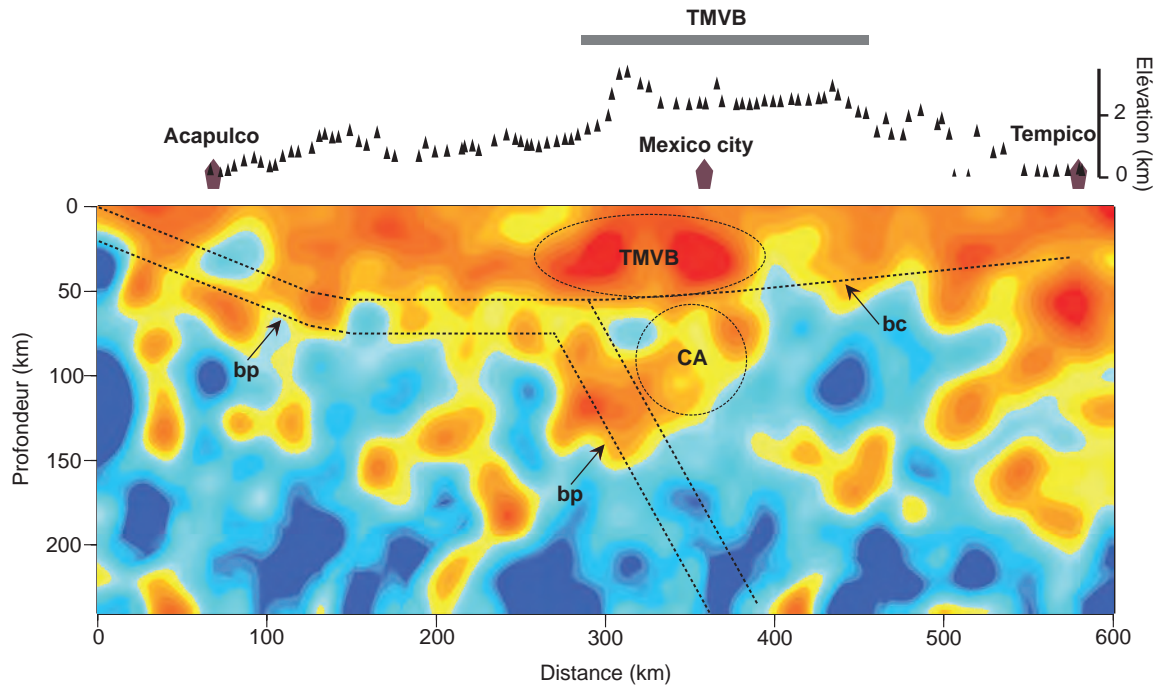 TMVB
Elévation (km)
2
0
Acapulco
Mexico city
Tempico
Profondeur (km)
0
50
100
150
200
TMVB
CA
bc
bp
bp
0
100
200
300
400
500
600
Distance (km)